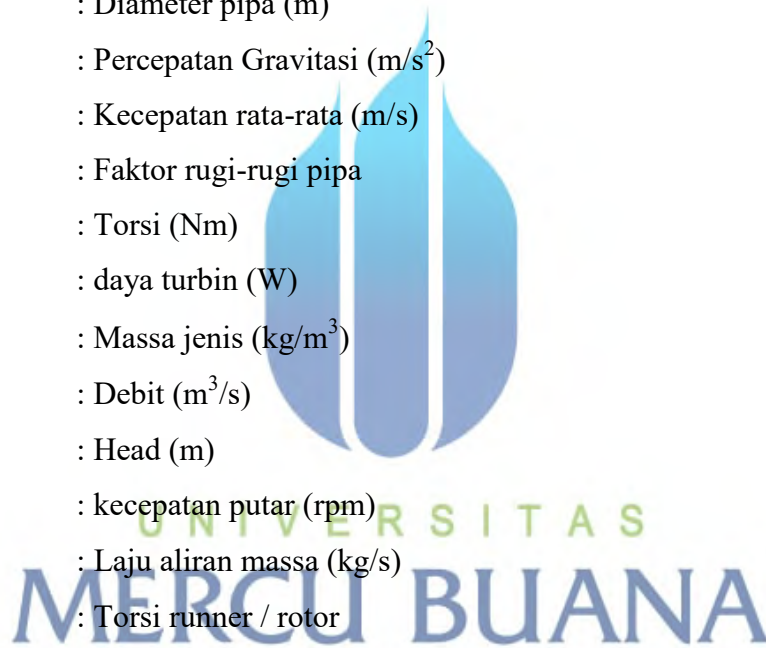 : Diameter pipa (m)
: Percepatan Gravitasi (m/s²)
: Kecepatan rata-rata (m/s)
: Faktor rugi-rugi pipa
: Torsi (Nm)
: daya turbin (W)
: Massa jenis (kg/m³)
: Debit (m³/s)
: Head (m)
: kecepatan putar (rpm)
UNIVERSITAS
: Laju aliran massa (kg/s)
MERCU BUANA
: Torsi runner / rotor